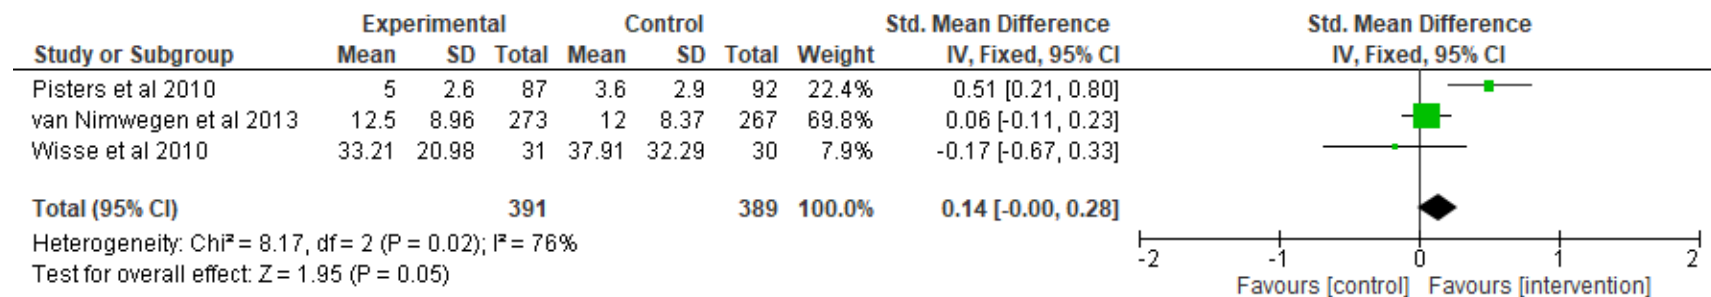 Experimental Control Std. Mean Difference Std. Mean Difference
Study or Subgroup Mean SD Total Mean SD Total Weight IV, Fixed, 95% CI IV, Fixed, 95% CI
Pisters et al 2010 5 2.6 87 3.6 2.9 92 22.4% 0.51 [0.21, 0.80]
van Nimwegen et al 2013 12.5 8.96 273 12 8.37 267 69.8% 0.06 [-0.11, 0.23]
Wisse et al 2010 33.21 20.98 31 37.91 32.29 30 7.9% -0.17 [-0.67, 0.33]
Total (95% CI) 391 389 100.0% 0.14 [-0.00, 0.28]
Heterogeneity: Chi² = 8.17, df = 2 (P = 0.02); I² = 76%
Test for overall effect: Z = 1.95 (P = 0.05)
-2 -1 0 1 2
Favours [control] Favours [intervention]